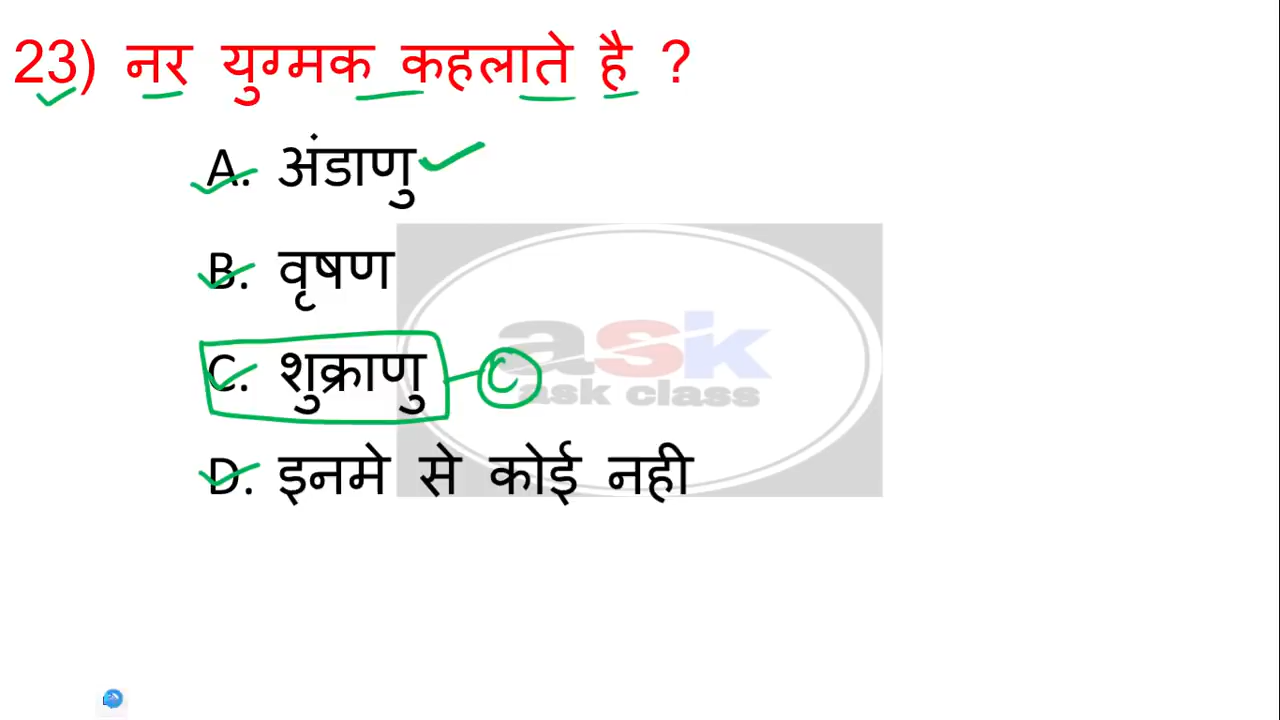 23) नर युग्मक कहलाते है ?
A. अंडाणु
B. वृषण
C. शुक्राणु C
D. इनमे से कोई नही
ask
ask class